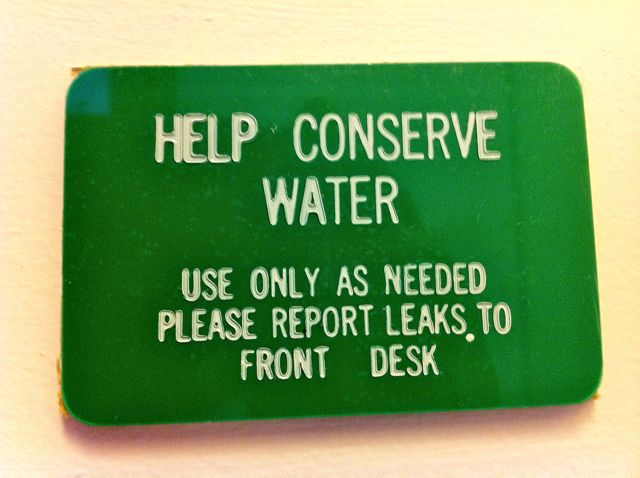 HELP CONSERVE
WATER
USE ONLY AS NEEDED
PLEASE REPORT LEAKS.TO
FRONT DESK